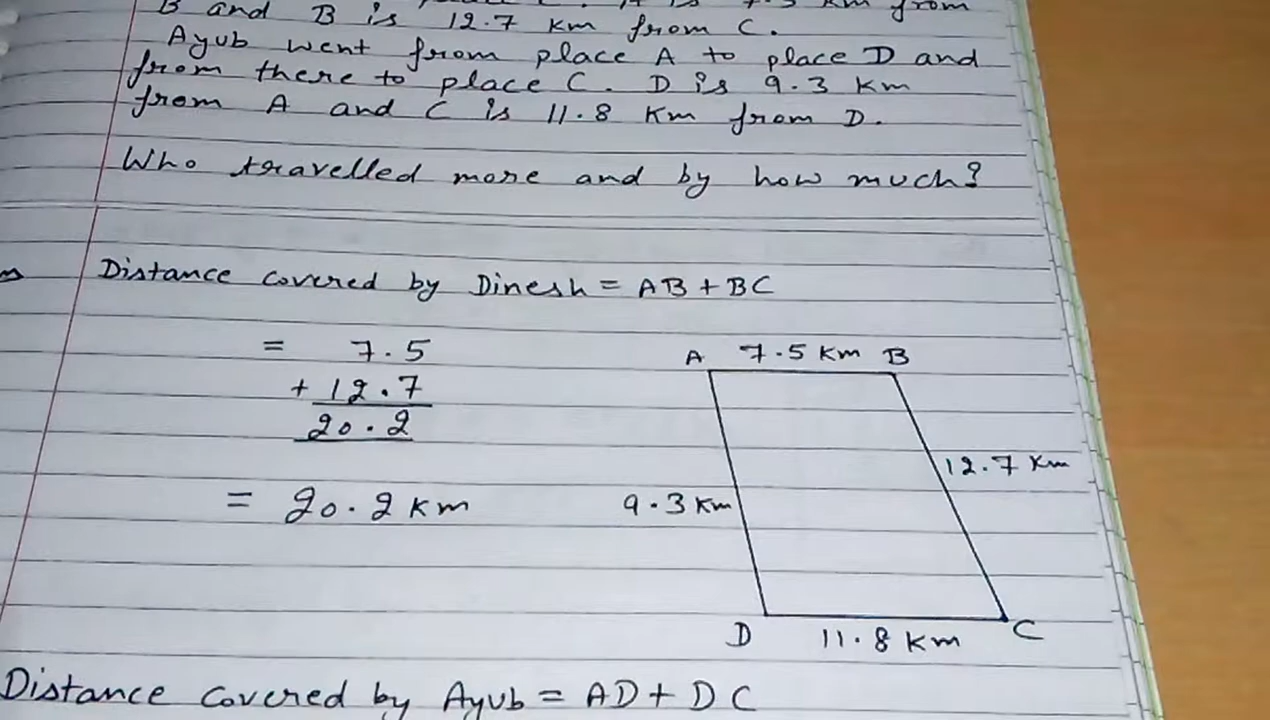 B and B is 12.7 Km from C.
Ayub went from place A to place D and
from there to place C. D is 9.3 Km
from A and C is 11.8 Km from D.
Who travelled more and by how much?
Distance covered by Dinesh = AB + BC
= 7.5
+ 12.7
20.2
= 20.2 km
A 7.5 Km B
12.7 Km
9.3 Km
D 11.8 Km C
Distance covered by Ayub = AD + DC